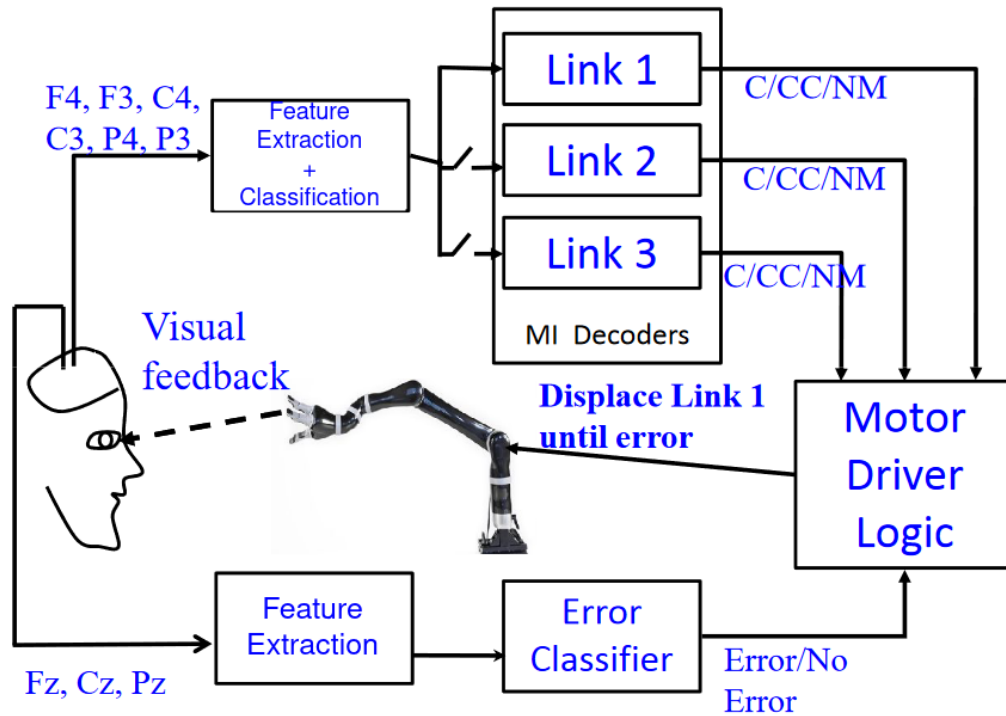 F4, F3, C4,
C3, P4, P3
Feature
Extraction
+
Classification
Link 1
Link 2
Link 3
MI Decoders
C/CC/NM
C/CC/NM
C/CC/NM
Visual
feedback
Displace Link 1
until error
Motor
Driver
Logic
Feature
Extraction
Error
Classifier
Fz, Cz, Pz
Error/No
Error